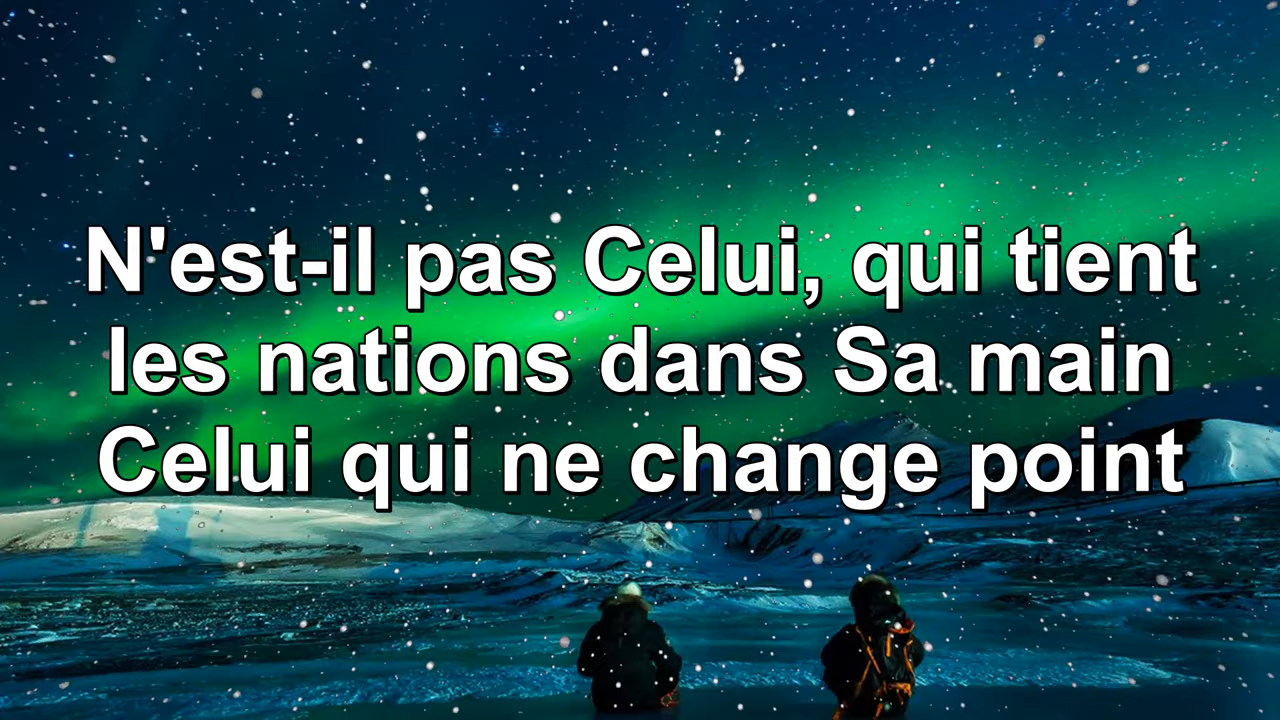 N'est-il pas Celui, qui tient
les nations dans Sa main
Celui qui ne change point